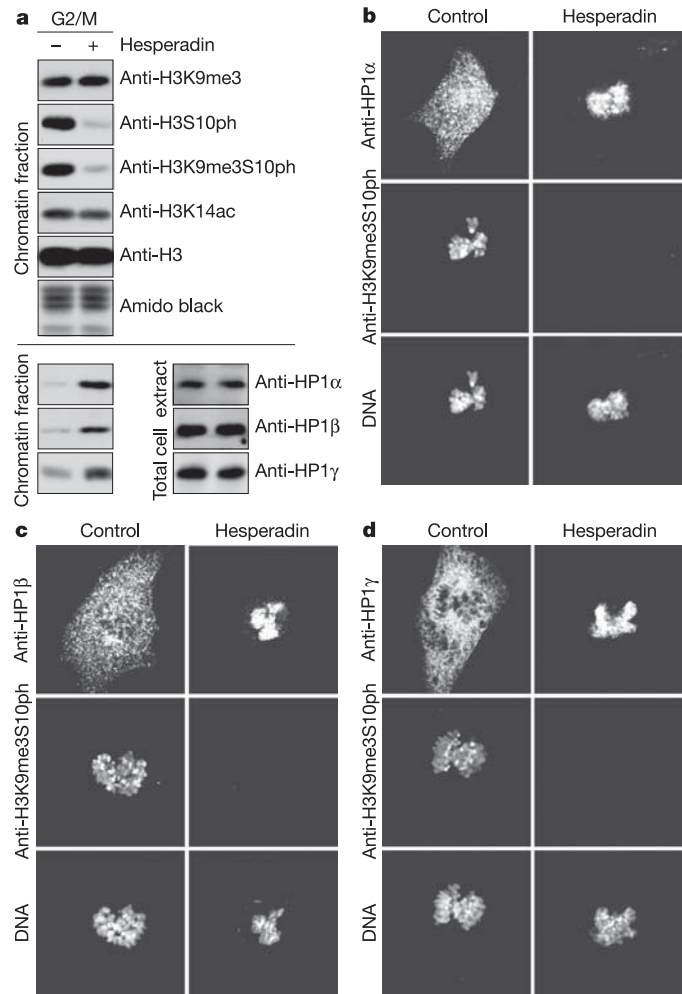 a
G2/M
– + Hesperadin
Chromatin fraction
Anti-H3K9me3
Anti-H3S10ph
Anti-H3K9me3S10ph
Anti-H3K14ac
Anti-H3
Amido black
Chromatin fraction
Total cell extract
Anti-HP1α
Anti-HP1β
Anti-HP1γ
b
Control Hesperadin
Anti-HP1α
Anti-H3K9me3S10ph
DNA
c
Control Hesperadin
Anti-HP1β
Anti-H3K9me3S10ph
DNA
d
Control Hesperadin
Anti-HP1γ
Anti-H3K9me3S10ph
DNA